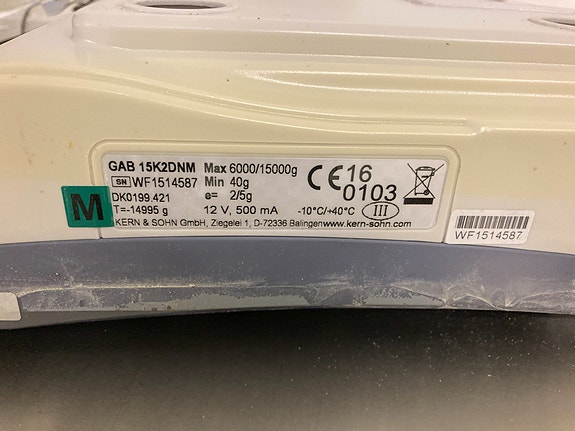 GAB 15K2DNM Max 6000/15000g
SN WF1514587 Min 40g
DK0199.421 e= 2/5g
T=-14995 g 12 V, 500 mA -10°C/+40°C III
KERN & SOHN GmbH, Ziegelei 1, D-72336 Balingen www.kern-sohn.com
CE 16
0103
M
WF1514587